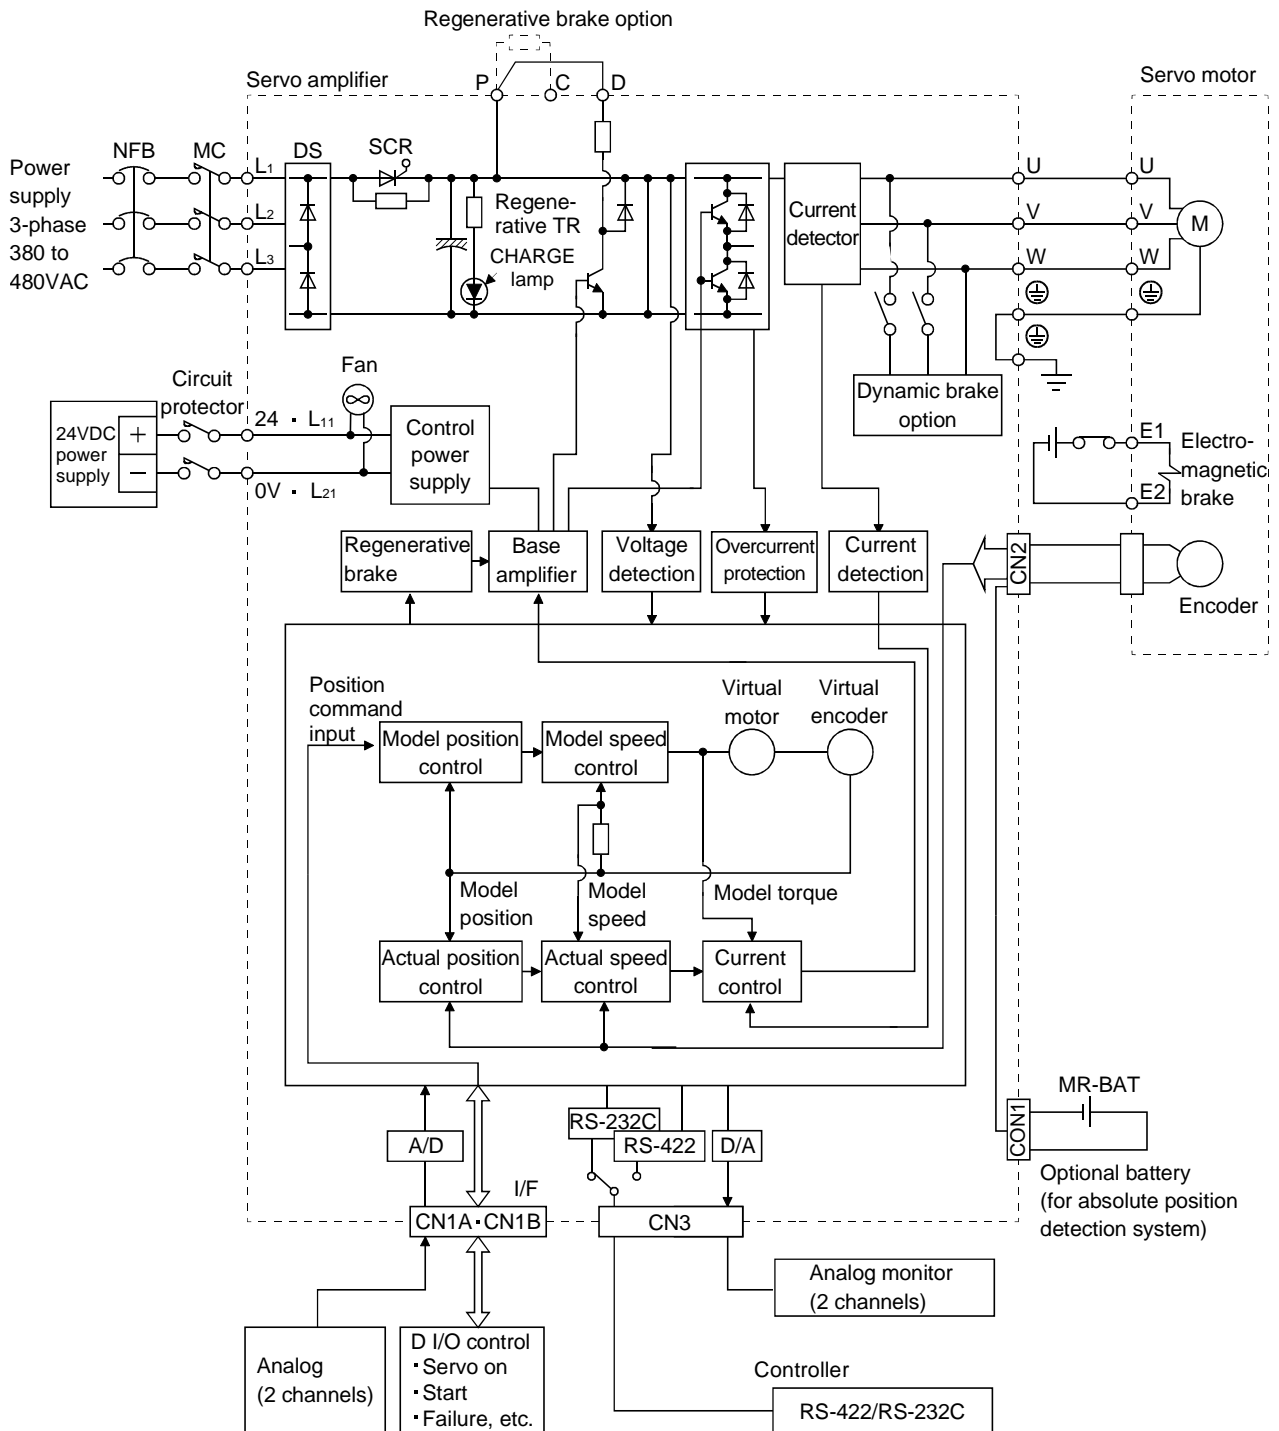 Regenerative brake option
Servo amplifier
P
C
D
Servo motor
NFB
MC
L1
DS
SCR
U
U
Power
supply
3-phase
380 to
480VAC
L2
L3
Regene-
rative TR
CHARGE
lamp
Current
detector
V
V
W
W
M
Dynamic brake
option
Circuit
protector
Fan
24VDC
power
supply
+
−
24 · L11
0V · L21
Control
power
supply
E1
E2
Electro-
magnetic
brake
Regenerative
brake
Base
amplifier
Voltage
detection
Overcurrent
protection
Current
detection
CN2
Encoder
Position
command
input
Model position
control
Model speed
control
Virtual
motor
Virtual
encoder
Model
position
Model
speed
Model torque
Actual position
control
Actual speed
control
Current
control
A/D
RS-232C
RS-422
D/A
I/F
CN1A · CN1B
CN3
CON1
MR-BAT
Optional battery
(for absolute position
detection system)
Analog monitor
(2 channels)
Analog
(2 channels)
D I/O control
· Servo on
· Start
· Failure, etc.
Controller
RS-422/RS-232C